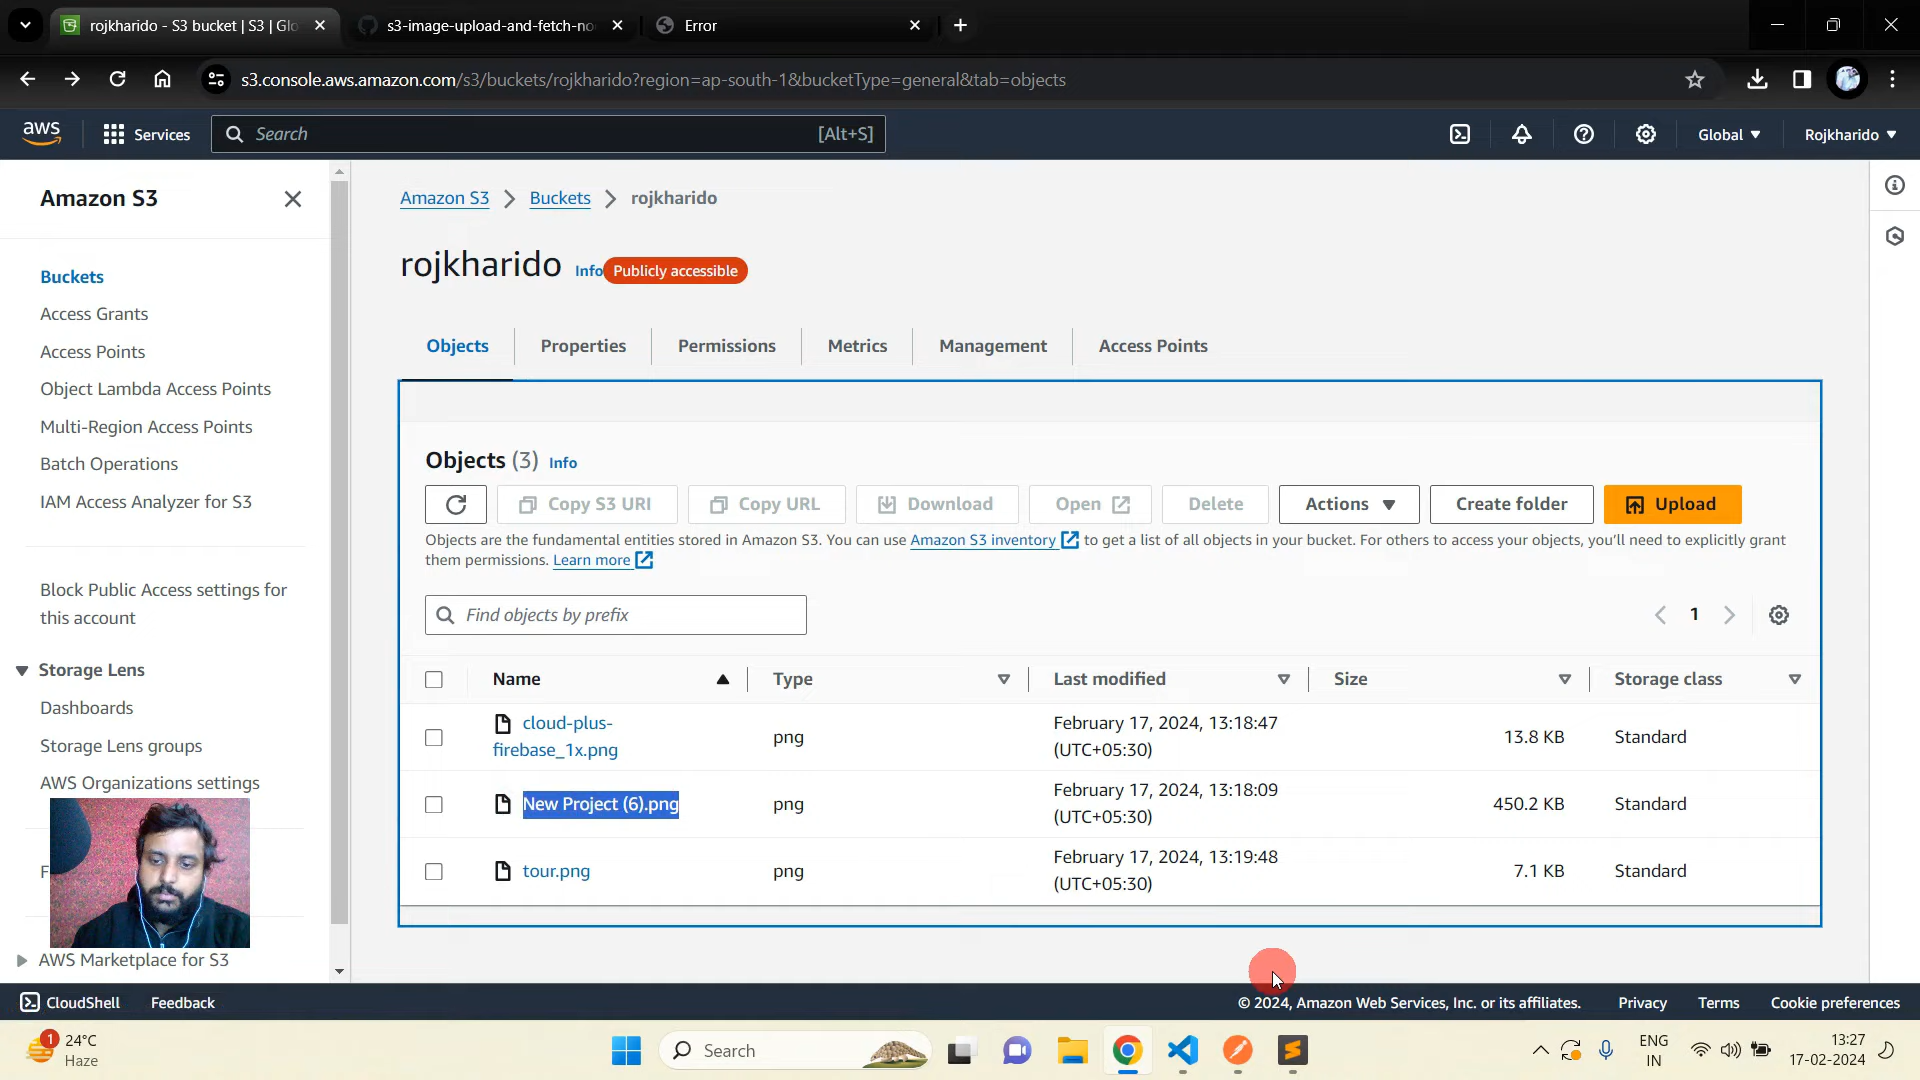 rojkharido - S3 bucket | S3 | Glo
s3-image-upload-and-fetch-no
Error
s3.console.aws.amazon.com/s3/buckets/rojkharido?region=ap-south-1&bucketType=general&tab=objects
aws
Services
Search
[Alt+S]
Global
Rojkharido
Amazon S3
Buckets
Access Grants
Access Points
Object Lambda Access Points
Multi-Region Access Points
Batch Operations
IAM Access Analyzer for S3
Block Public Access settings for
this account
Storage Lens
Dashboards
Storage Lens groups
AWS Organizations settings
F
AWS Marketplace for S3
Amazon S3
Buckets
rojkharido
rojkharido
Info
Publicly accessible
Objects
Properties
Permissions
Metrics
Management
Access Points
Objects (3)
Info
Copy S3 URI
Copy URL
Download
Open
Delete
Actions
Create folder
Upload
Objects are the fundamental entities stored in Amazon S3. You can use Amazon S3 inventory to get a list of all objects in your bucket. For others to access your objects, you'll need to explicitly grant
them permissions. Learn more
Find objects by prefix
1
Name
Type
Last modified
Size
Storage class
cloud-plus-
firebase_1x.png
png
February 17, 2024, 13:18:47
(UTC+05:30)
13.8 KB
Standard
New Project (6).png
png
February 17, 2024, 13:18:09
(UTC+05:30)
450.2 KB
Standard
tour.png
png
February 17, 2024, 13:19:48
(UTC+05:30)
7.1 KB
Standard
CloudShell
Feedback
© 2024, Amazon Web Services, Inc. or its affiliates.
Privacy
Terms
Cookie preferences
1
24°C
Haze
Search
ENG
IN
13:27
17-02-2024